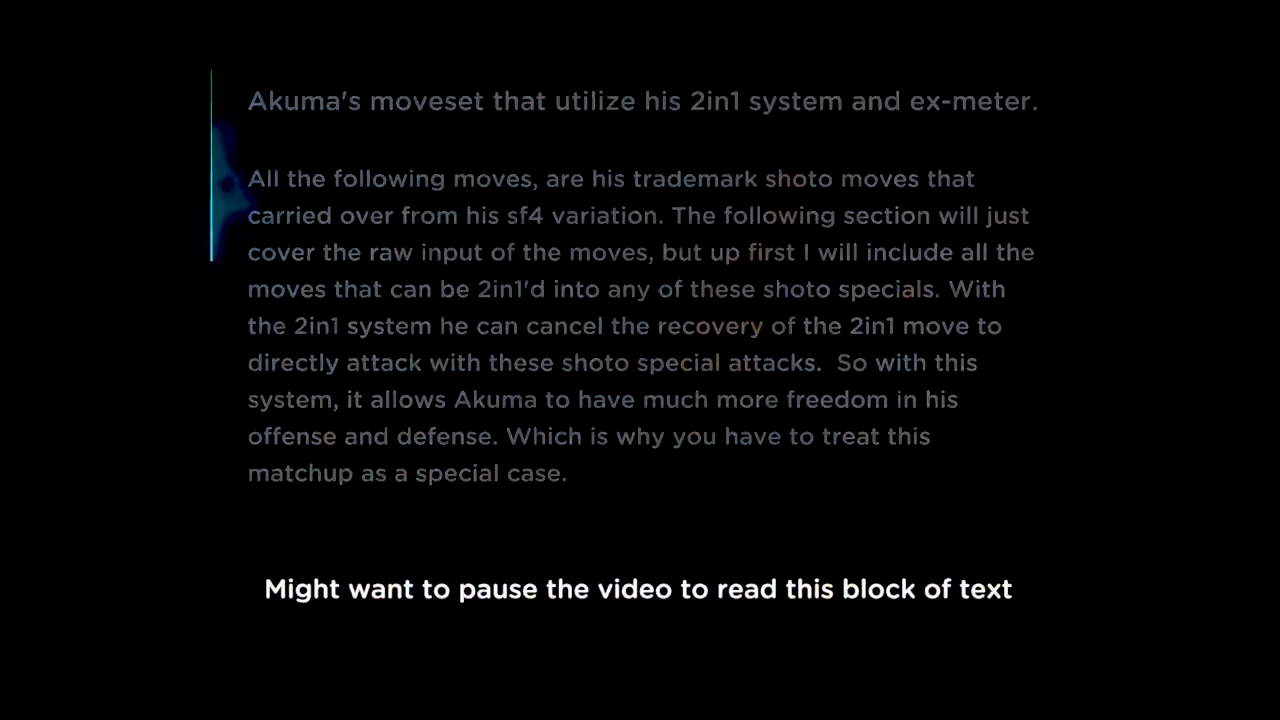 Akuma's moveset that utilize his 2in1 system and ex-meter.
All the following moves, are his trademark shoto moves that
carried over from his sf4 variation. The following section will just
cover the raw input of the moves, but up first I will include all the
moves that can be 2in1'd into any of these shoto specials. With
the 2in1 system he can cancel the recovery of the 2in1 move to
directly attack with these shoto special attacks.  So with this
system, it allows Akuma to have much more freedom in his
offense and defense. Which is why you have to treat this
matchup as a special case.
Might want to pause the video to read this block of text